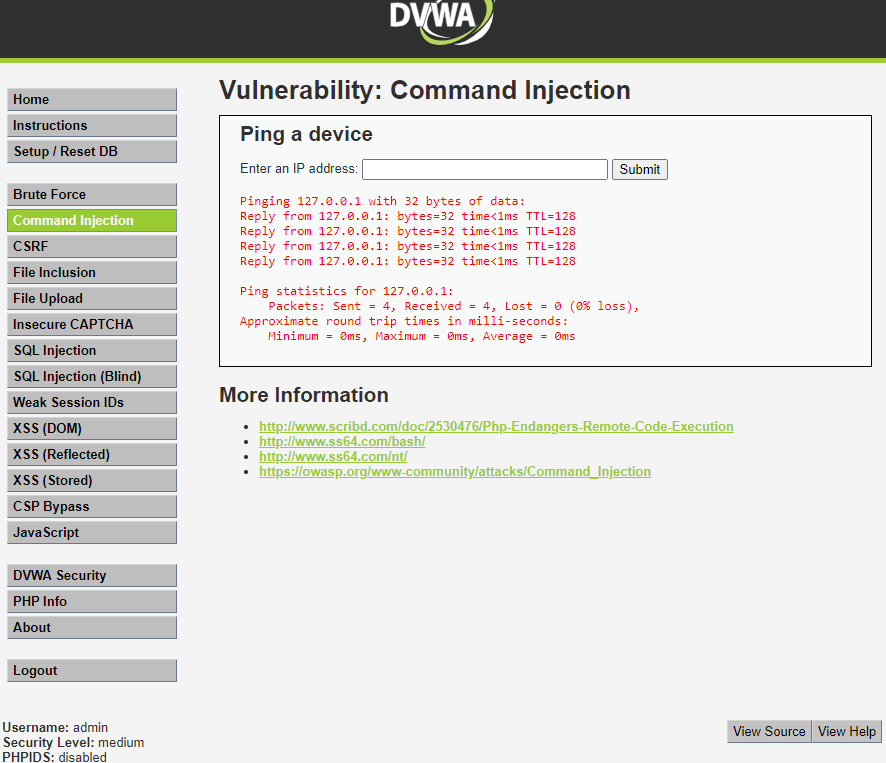 DVWA
Home
Instructions
Setup / Reset DB
Brute Force
Command Injection
CSRF
File Inclusion
File Upload
Insecure CAPTCHA
SQL Injection
SQL Injection (Blind)
Weak Session IDs
XSS (DOM)
XSS (Reflected)
XSS (Stored)
CSP Bypass
JavaScript
DVWA Security
PHP Info
About
Logout
Vulnerability: Command Injection
Ping a device
Enter an IP address:
Submit
Pinging 127.0.0.1 with 32 bytes of data:
Reply from 127.0.0.1: bytes=32 time<1ms TTL=128
Reply from 127.0.0.1: bytes=32 time<1ms TTL=128
Reply from 127.0.0.1: bytes=32 time<1ms TTL=128
Reply from 127.0.0.1: bytes=32 time<1ms TTL=128
Ping statistics for 127.0.0.1:
Packets: Sent = 4, Received = 4, Lost = 0 (0% loss),
Approximate round trip times in milli-seconds:
Minimum = 0ms, Maximum = 0ms, Average = 0ms
More Information
http://www.scribd.com/doc/2530476/Php-Endangers-Remote-Code-Execution
http://www.ss64.com/bash/
http://www.ss64.com/nt/
https://owasp.org/www-community/attacks/Command_Injection
Username: admin
Security Level: medium
PHPIDS: disabled
View Source
View Help